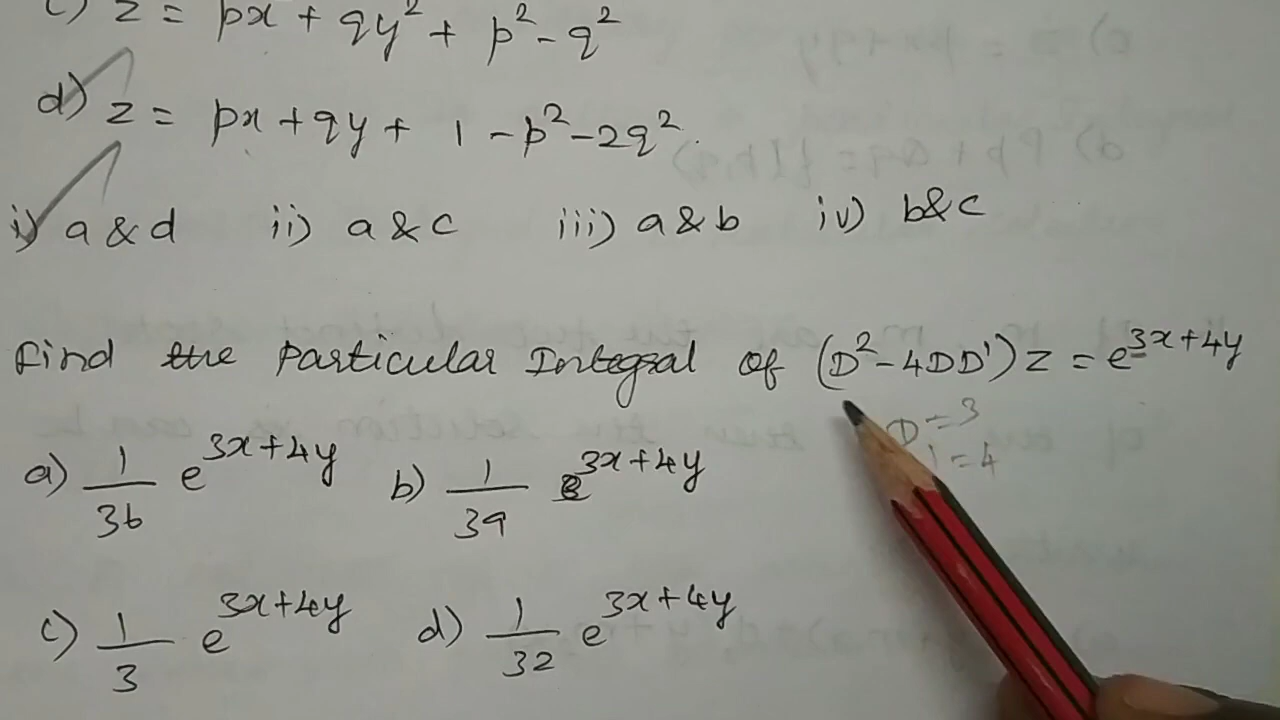 c) z = px + qy² + p² - q²
d) z = px + qy + 1 - p² - 2q².
i) a & d ii) a & c iii) a & b iv) b & c
Find the Particular Integral of (D² - 4DD')z = e^{3x+4y}
D = 3
1 = 4
a) 1/36 e^{3x+4y} b) 1/39 e^{3x+4y}
c) 1/3 e^{3x+4y} d) 1/32 e^{3x+4y}